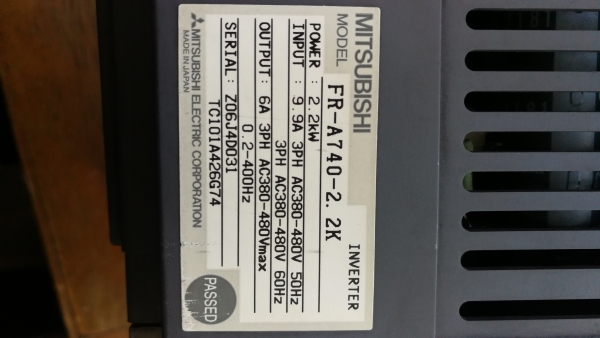 MITSUBISHI
INVERTER
MODEL FR-A740-2.2K
POWER : 2.2kW
INPUT : 9.9A 3PH AC380-480V 50Hz
3PH AC380-480V 60Hz
OUTPUT : 6A 3PH AC380-480Vmax
0.2-400Hz
SERIAL : Z06J4D031
TC101A426G74
MITSUBISHI ELECTRIC CORPORATION
MADE IN JAPAN
PASSED